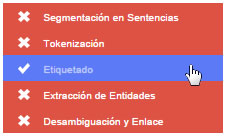 Segmentación en Sentencias
Tokenización
Etiquetado
Extracción de Entidades
Desambiguación y Enlace